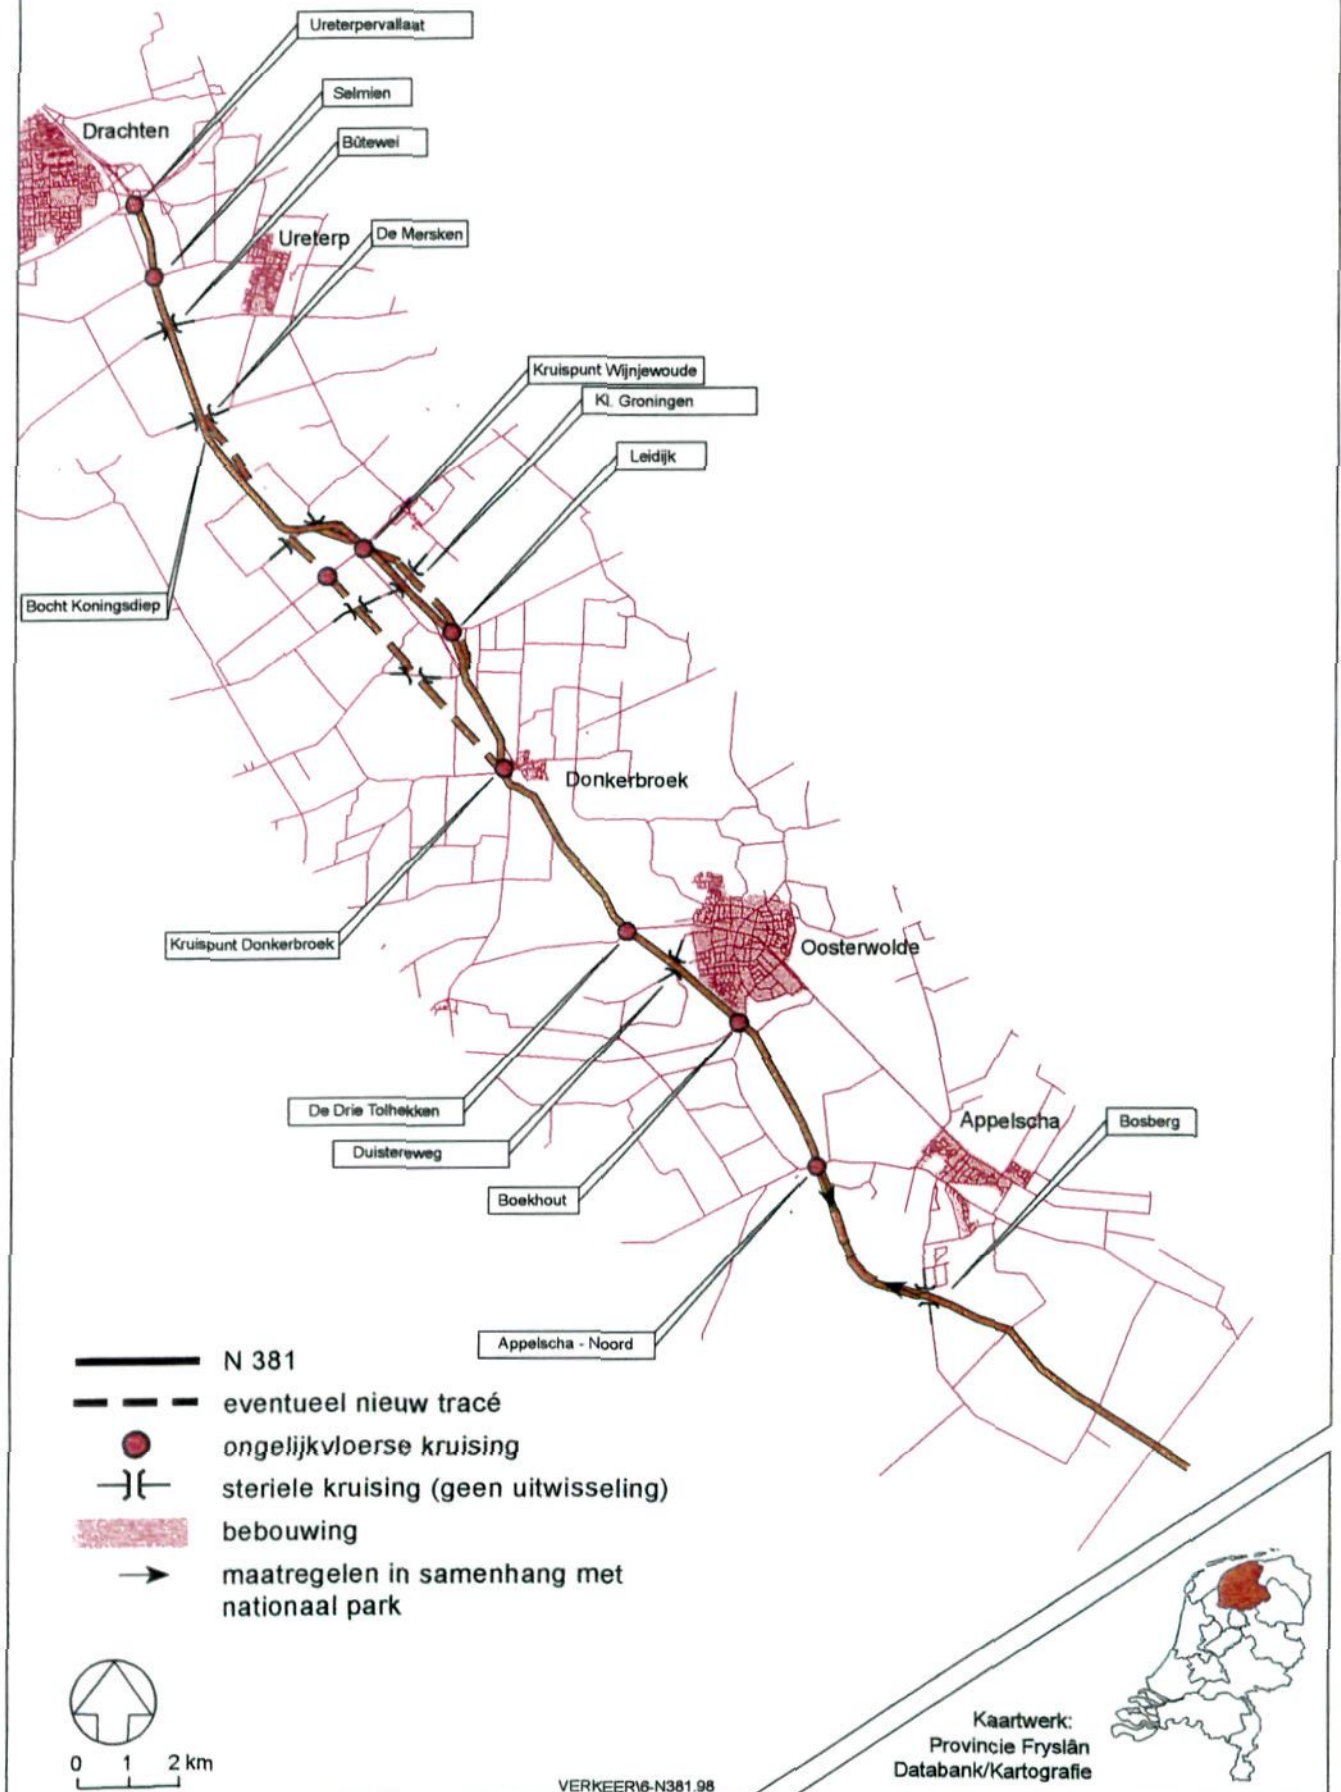 Ureterpervallaat
Selmien
Drachten
Bûtewei
De Mersken
Ureterp
Kruispunt Wijnjewoude
Kl. Groningen
Leidijk
Bocht Koningsdiep
Donkerbroek
Kruispunt Donkerbroek
Oosterwolde
De Drie Tolhekken
Duistereweg
Boekhout
Appelscha
Bosberg
Appelscha - Noord
N 381
eventueel nieuw tracé
ongelijkvloerse kruising
steriele kruising (geen uitwisseling)
bebouwing
maatregelen in samenhang met
nationaal park
0 1 2 km
Kaartwerk:
Provincie Fryslân
Databank/Kartografie
VERKEER\6-N381.98